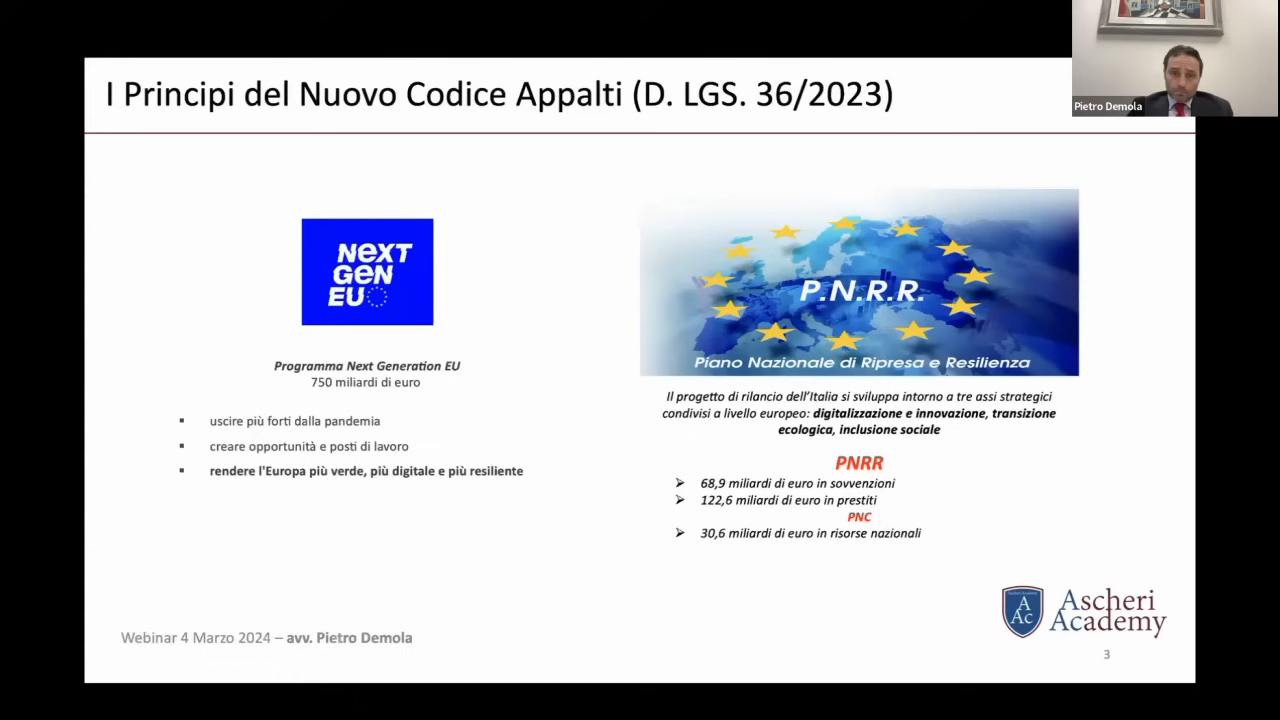 I Principi del Nuovo Codice Appalti (D. LGS. 36/2023)
Pietro Demola
NEXT
GEN
EU
Programma Next Generation EU
750 miliardi di euro
▪ uscire più forti dalla pandemia
▪ creare opportunità e posti di lavoro
▪ rendere l'Europa più verde, più digitale e più resiliente
P.N.R.R.
Piano Nazionale di Ripresa e Resilienza
Il progetto di rilancio dell'Italia si sviluppa intorno a tre assi strategici
condivisi a livello europeo: digitalizzazione e innovazione, transizione
ecologica, inclusione sociale
PNRR
➢ 68,9 miliardi di euro in sovvenzioni
➢ 122,6 miliardi di euro in prestiti
PNC
➢ 30,6 miliardi di euro in risorse nazionali
Webinar 4 Marzo 2024 – avv. Pietro Demola
A
Ac
Ascheri
Academy
3